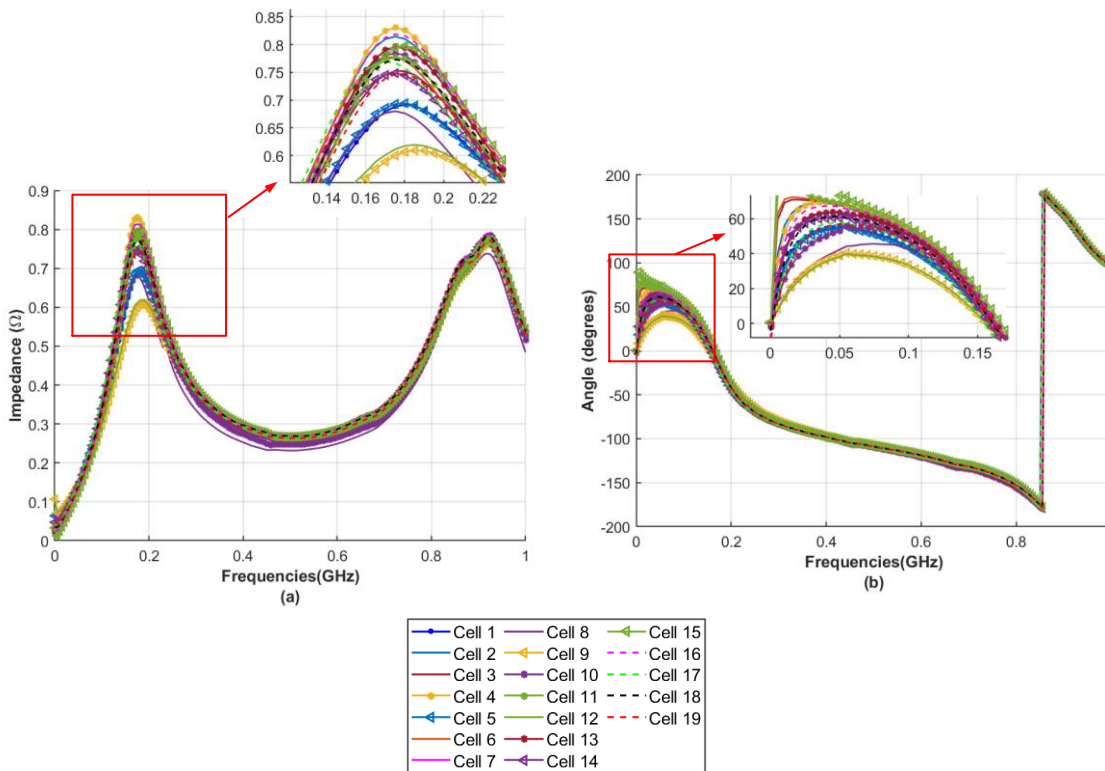 0.85
0.8
0.75
0.7
0.65
0.6
0.14 0.16 0.18 0.2 0.22
0.9
0.8
0.7
0.6
0.5
0.4
0.3
0.2
0.1
0
0 0.2 0.4 0.6 0.8 1
Impedance (Ω)
Frequencies(GHz)
(a)
200
150
100
50
0
-50
-100
-150
-200
0 0.2 0.4 0.6 0.8
60
40
20
0
0 0.05 0.1 0.15
Angle (degrees)
Frequencies(GHz)
(b)
Cell 1
Cell 2
Cell 3
Cell 4
Cell 5
Cell 6
Cell 7
Cell 8
Cell 9
Cell 10
Cell 11
Cell 12
Cell 13
Cell 14
Cell 15
Cell 16
Cell 17
Cell 18
Cell 19